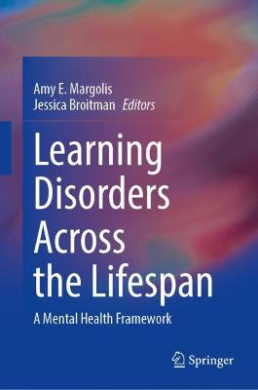 Amy E. Margolis
Jessica Broitman Editors
Learning
Disorders
Across
the Lifespan
A Mental Health Framework
Springer